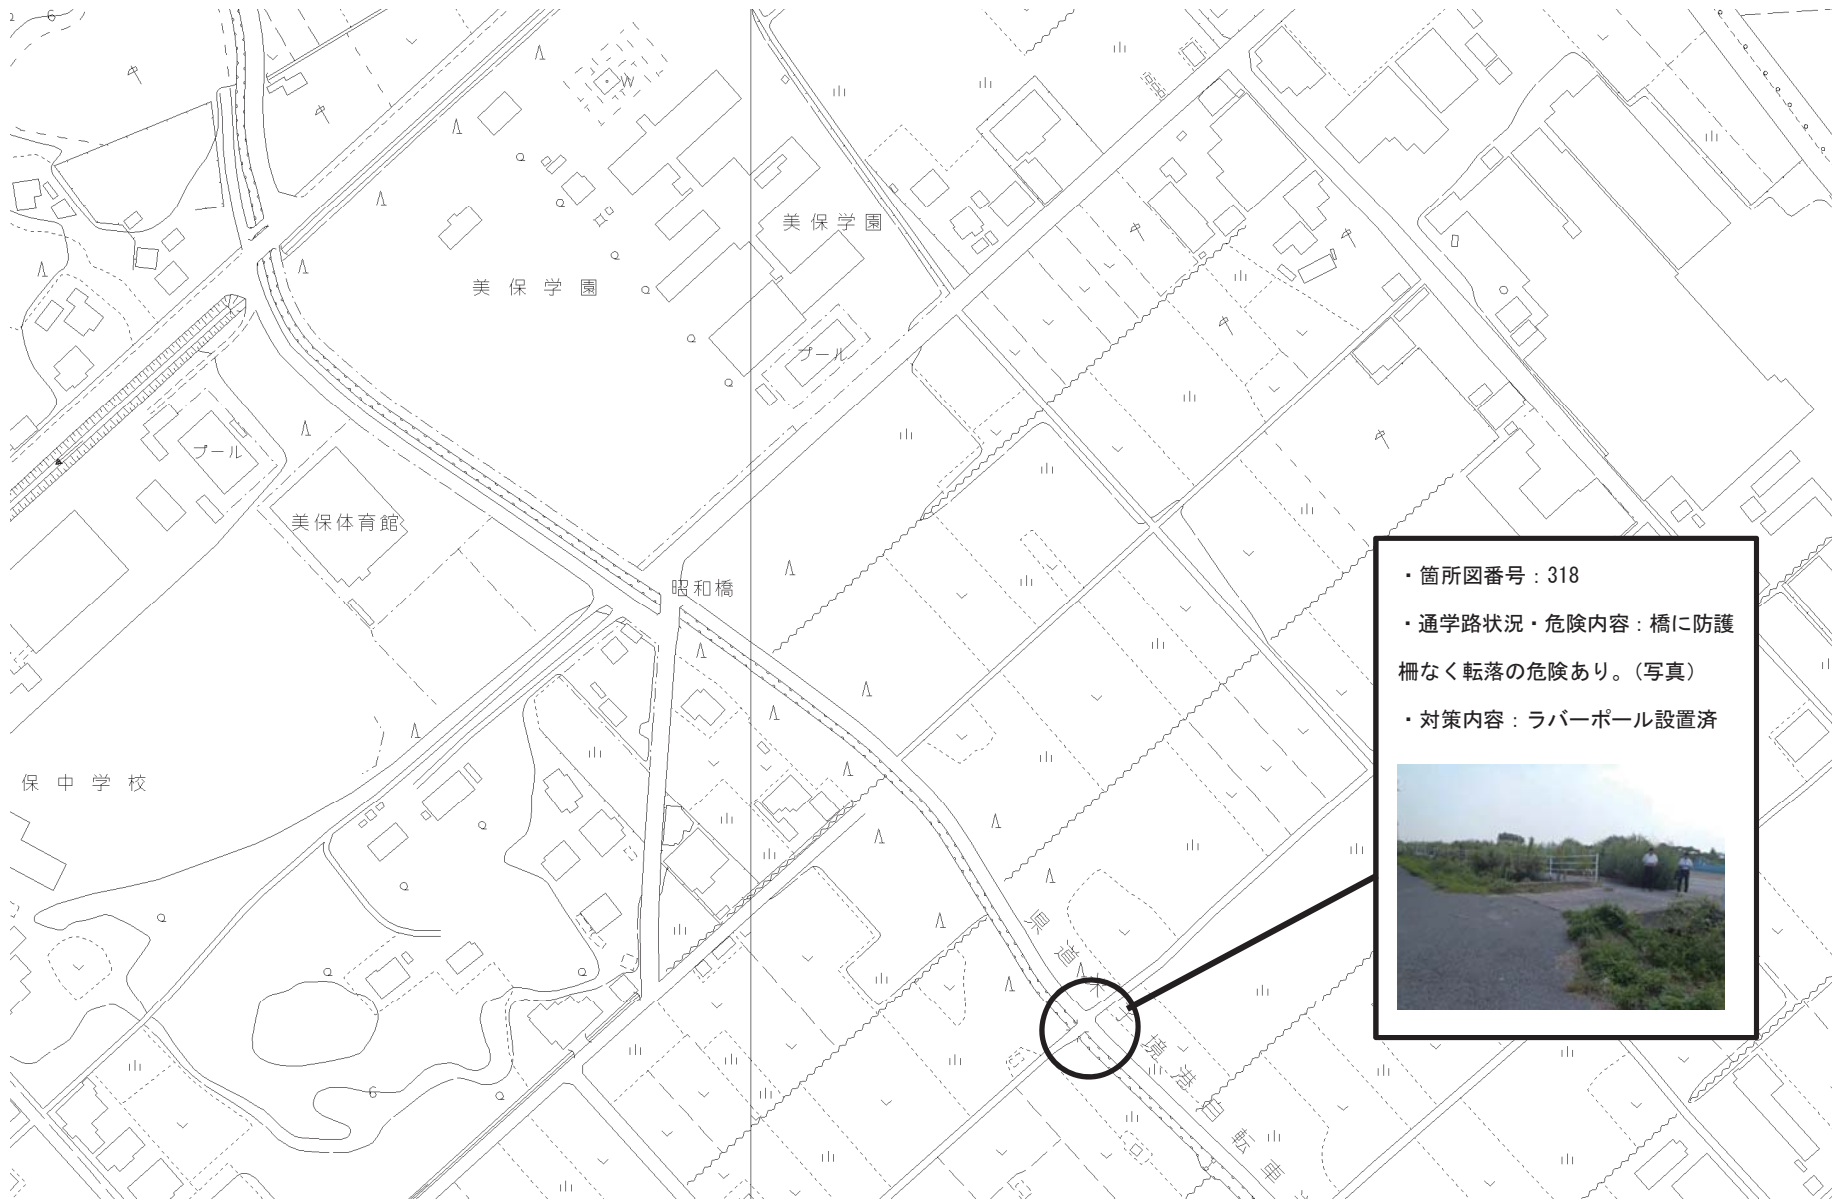 6
W
美保学園
美保学園
プール
プール
美保体育館
昭和橋
・箇所図番号：318
・通学路状況・危険内容：橋に防護
柵なく転落の危険あり。（写真）
・対策内容：ラバーポール設置済
保中学校
県道米
境港自転車
6